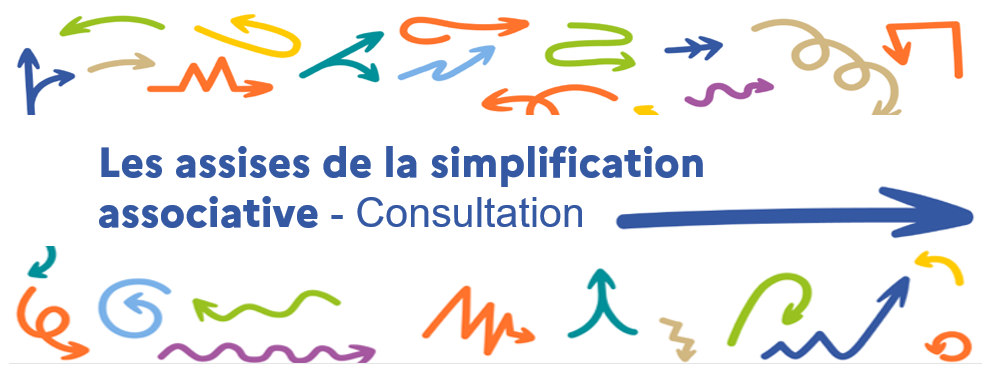 Les assises de la simplification
associative - Consultation